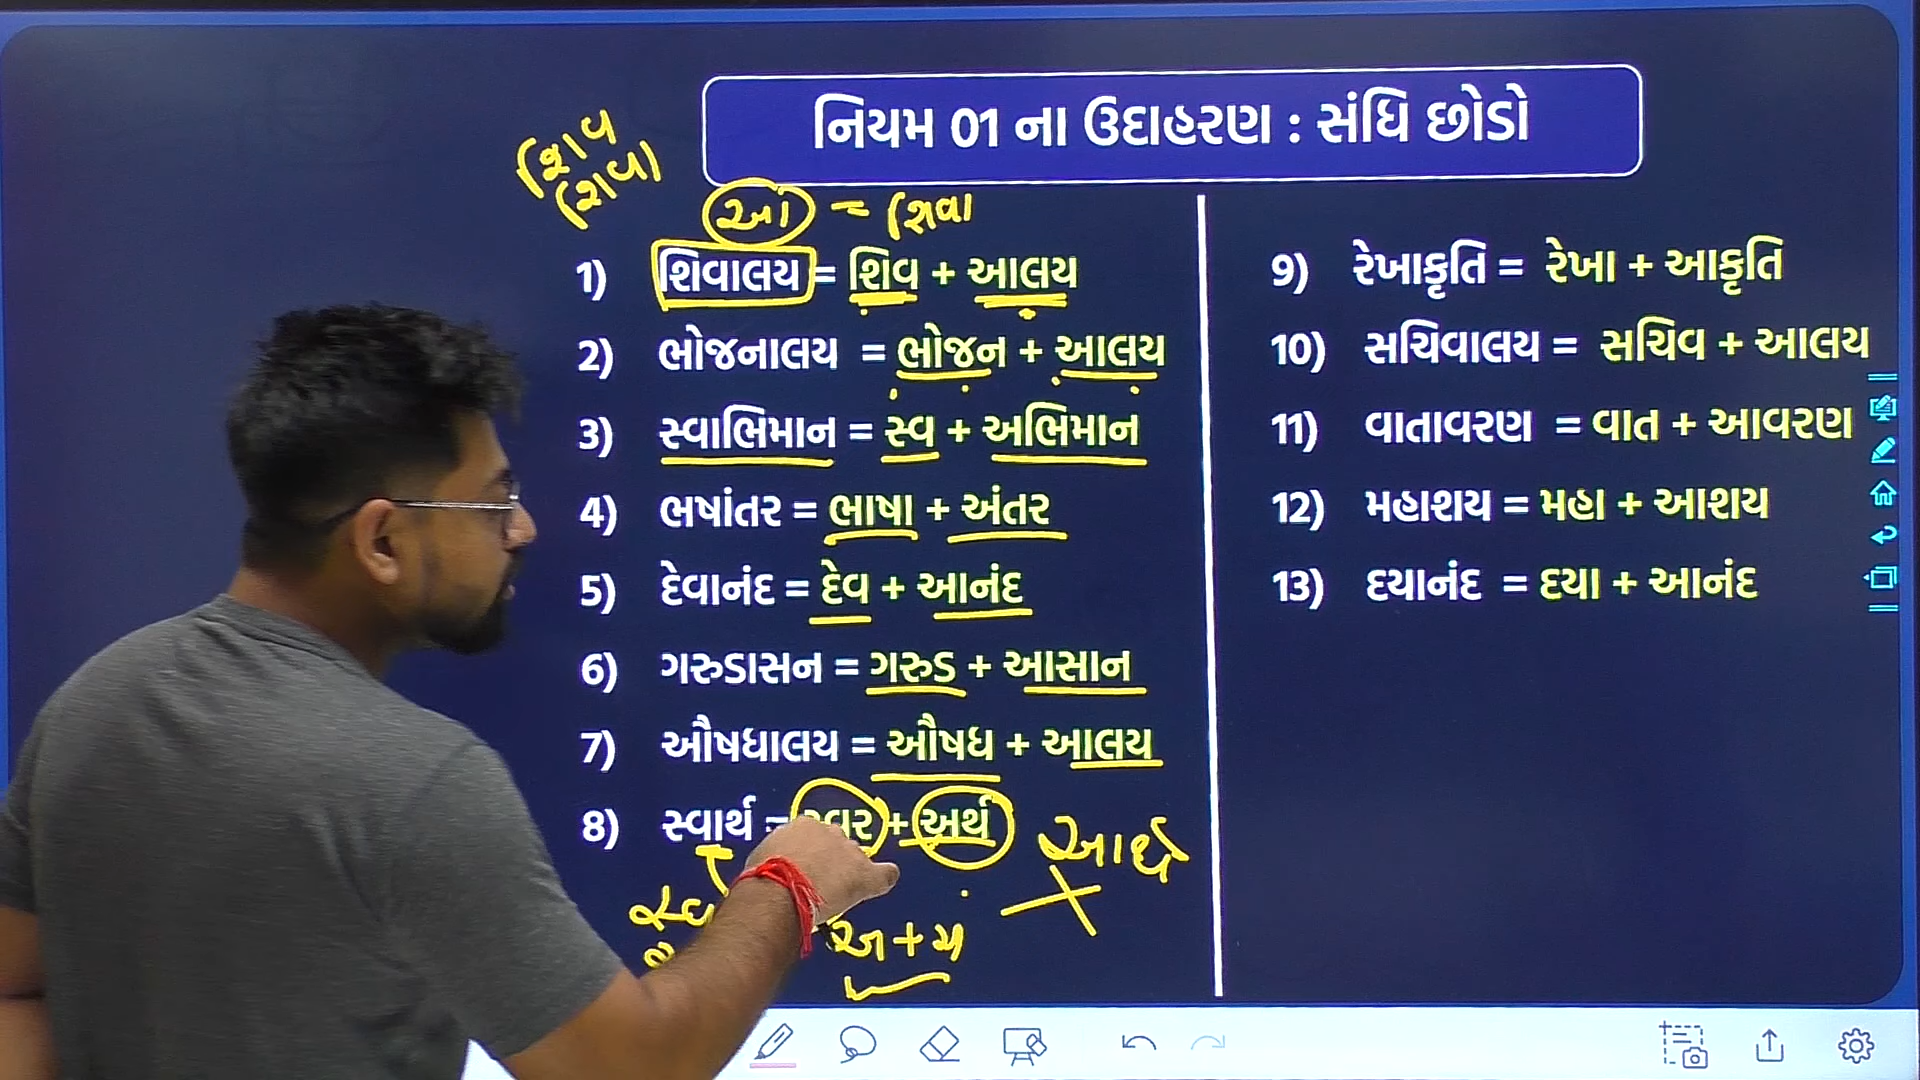 નિયમ 01 ના ઉદાહરણ : સંધિ છોડો
શિવ
શિવા
આ = શિવા
1) શિવાલય = શિવ + આલય
2) ભોજનાલય = ભોજન + આલય
3) સ્વાભિમાન = સ્વ + અભિમાન
4) ભષાંતર = ભાષા + અંતર
5) દેવાનંદ = દેવ + આનંદ
6) ગરુડાસન = ગરુડ + આસાન
7) ઔષધાલય = ઔષધ + આલય
8) સ્વાર્થ = + અર્થ
આર્થ
અ + અ
9) રેખાકૃતિ = રેખા + આકૃતિ
10) સચિવાલય = સચિવ + આલય
11) વાતાવરણ = વાત + આવરણ
12) મહાશય = મહા + આશય
13) દયાનંદ = દયા + આનંદ